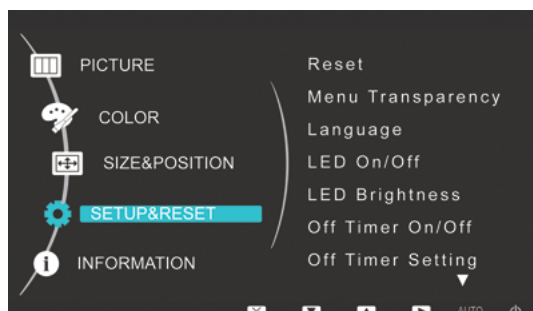 PICTURE
COLOR
SIZE&POSITION
SETUP&RESET
INFORMATION
Reset
Menu Transparency
Language
LED On/Off
LED Brightness
Off Timer On/Off
Off Timer Setting
AUTO